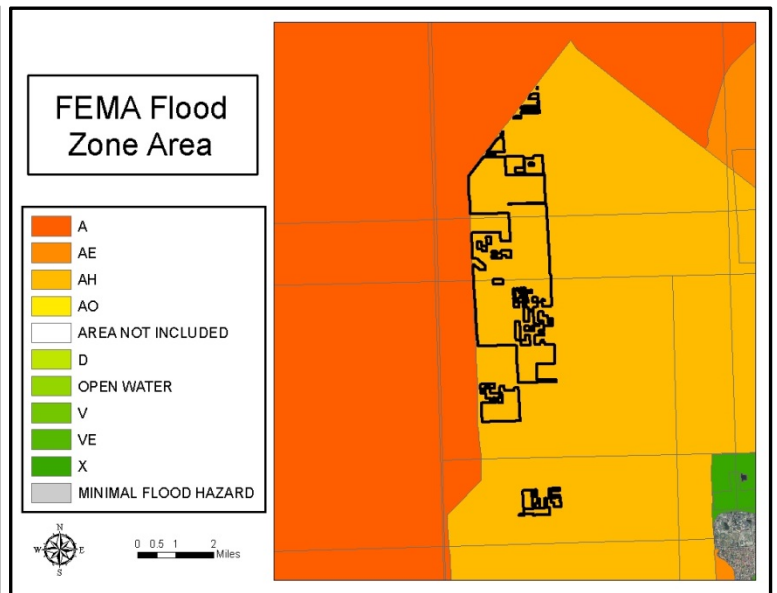 FEMA Flood
Zone Area
A
AE
AH
AO
AREA NOT INCLUDED
D
OPEN WATER
V
VE
X
MINIMAL FLOOD HAZARD
N
W E
S
0 0.5 1 2
Miles